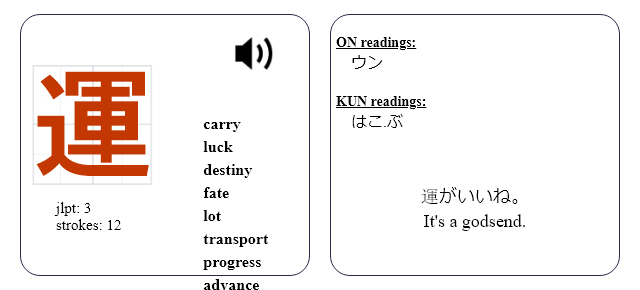 運
jlpt: 3
strokes: 12
carry
luck
destiny
fate
lot
transport
progress
advance
ON readings:
ウン
KUN readings:
はこ.ぶ
運がいいね。
It's a godsend.